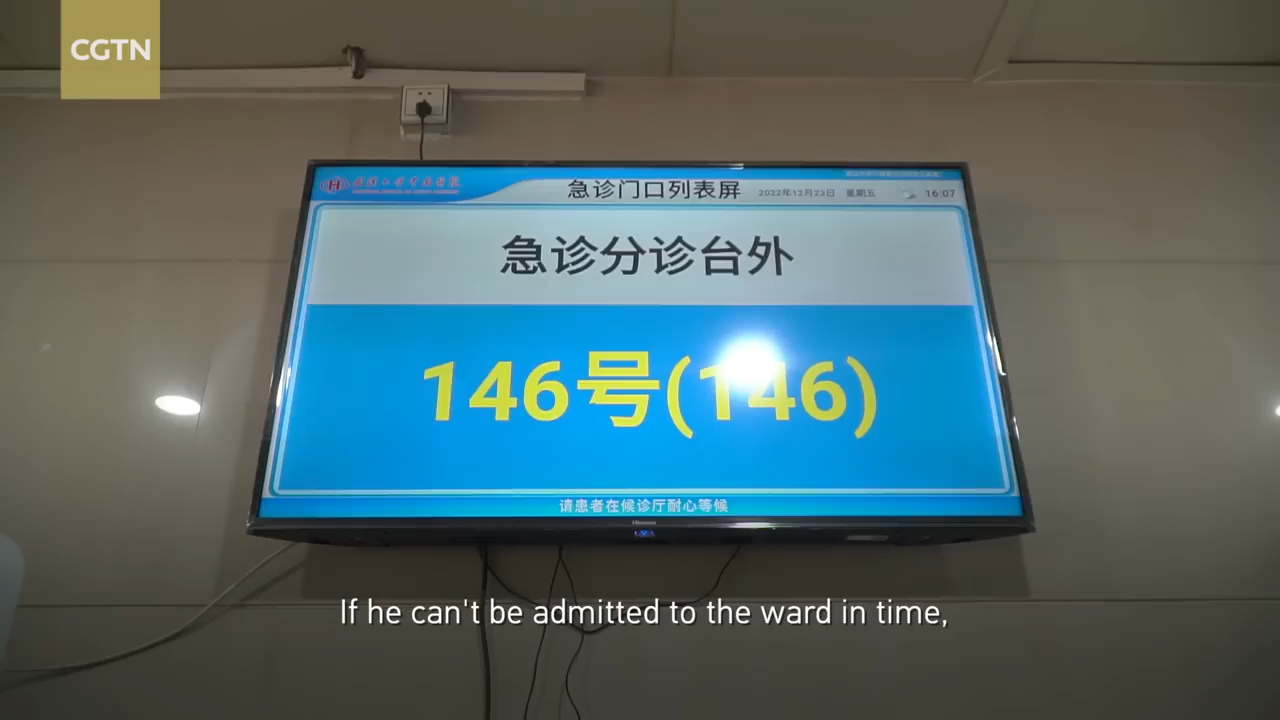 CGTN
急诊门口列表屏
2022年12月23日 星期五 16:07
急诊分诊台外
146号(146)
请患者在候诊厅耐心等候
Hisense
If he can't be admitted to the ward in time,